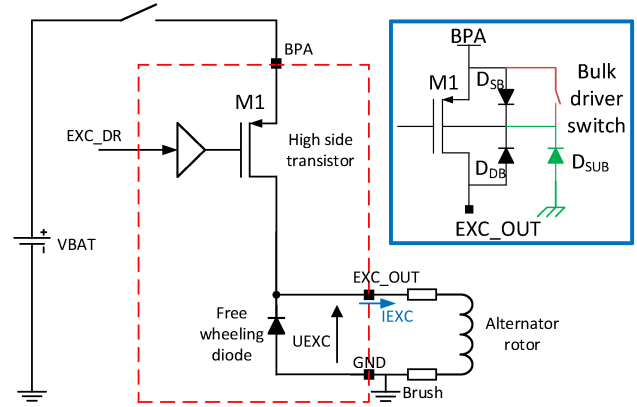 BPA
M1
EXC_DR
High side
transistor
VBAT
EXC_OUT
IEXC
Free
wheeling
diode
UEXC
Alternator
rotor
GND
Brush
BPA
M1
DSB
Bulk
driver
switch
DDB
DSUB
EXC_OUT